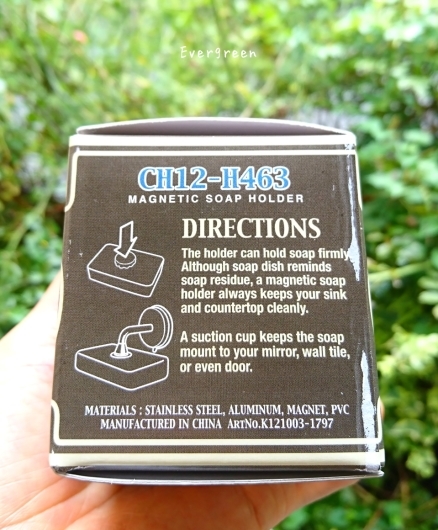 Evergreen
CH12-H463
MAGNETIC SOAP HOLDER
DIRECTIONS
The holder can hold soap firmly
Although soap dish reminds
soap residue, a magnetic soap
holder always keeps your sink
and countertop cleanly.
A suction cup keeps the soap
mount to your mirror, wall tile,
or even door.
MATERIALS : STAINLESS STEEL, ALUMINUM, MAGNET, PVC
MANUFACTURED IN CHINA ArtNo.K121003-1797